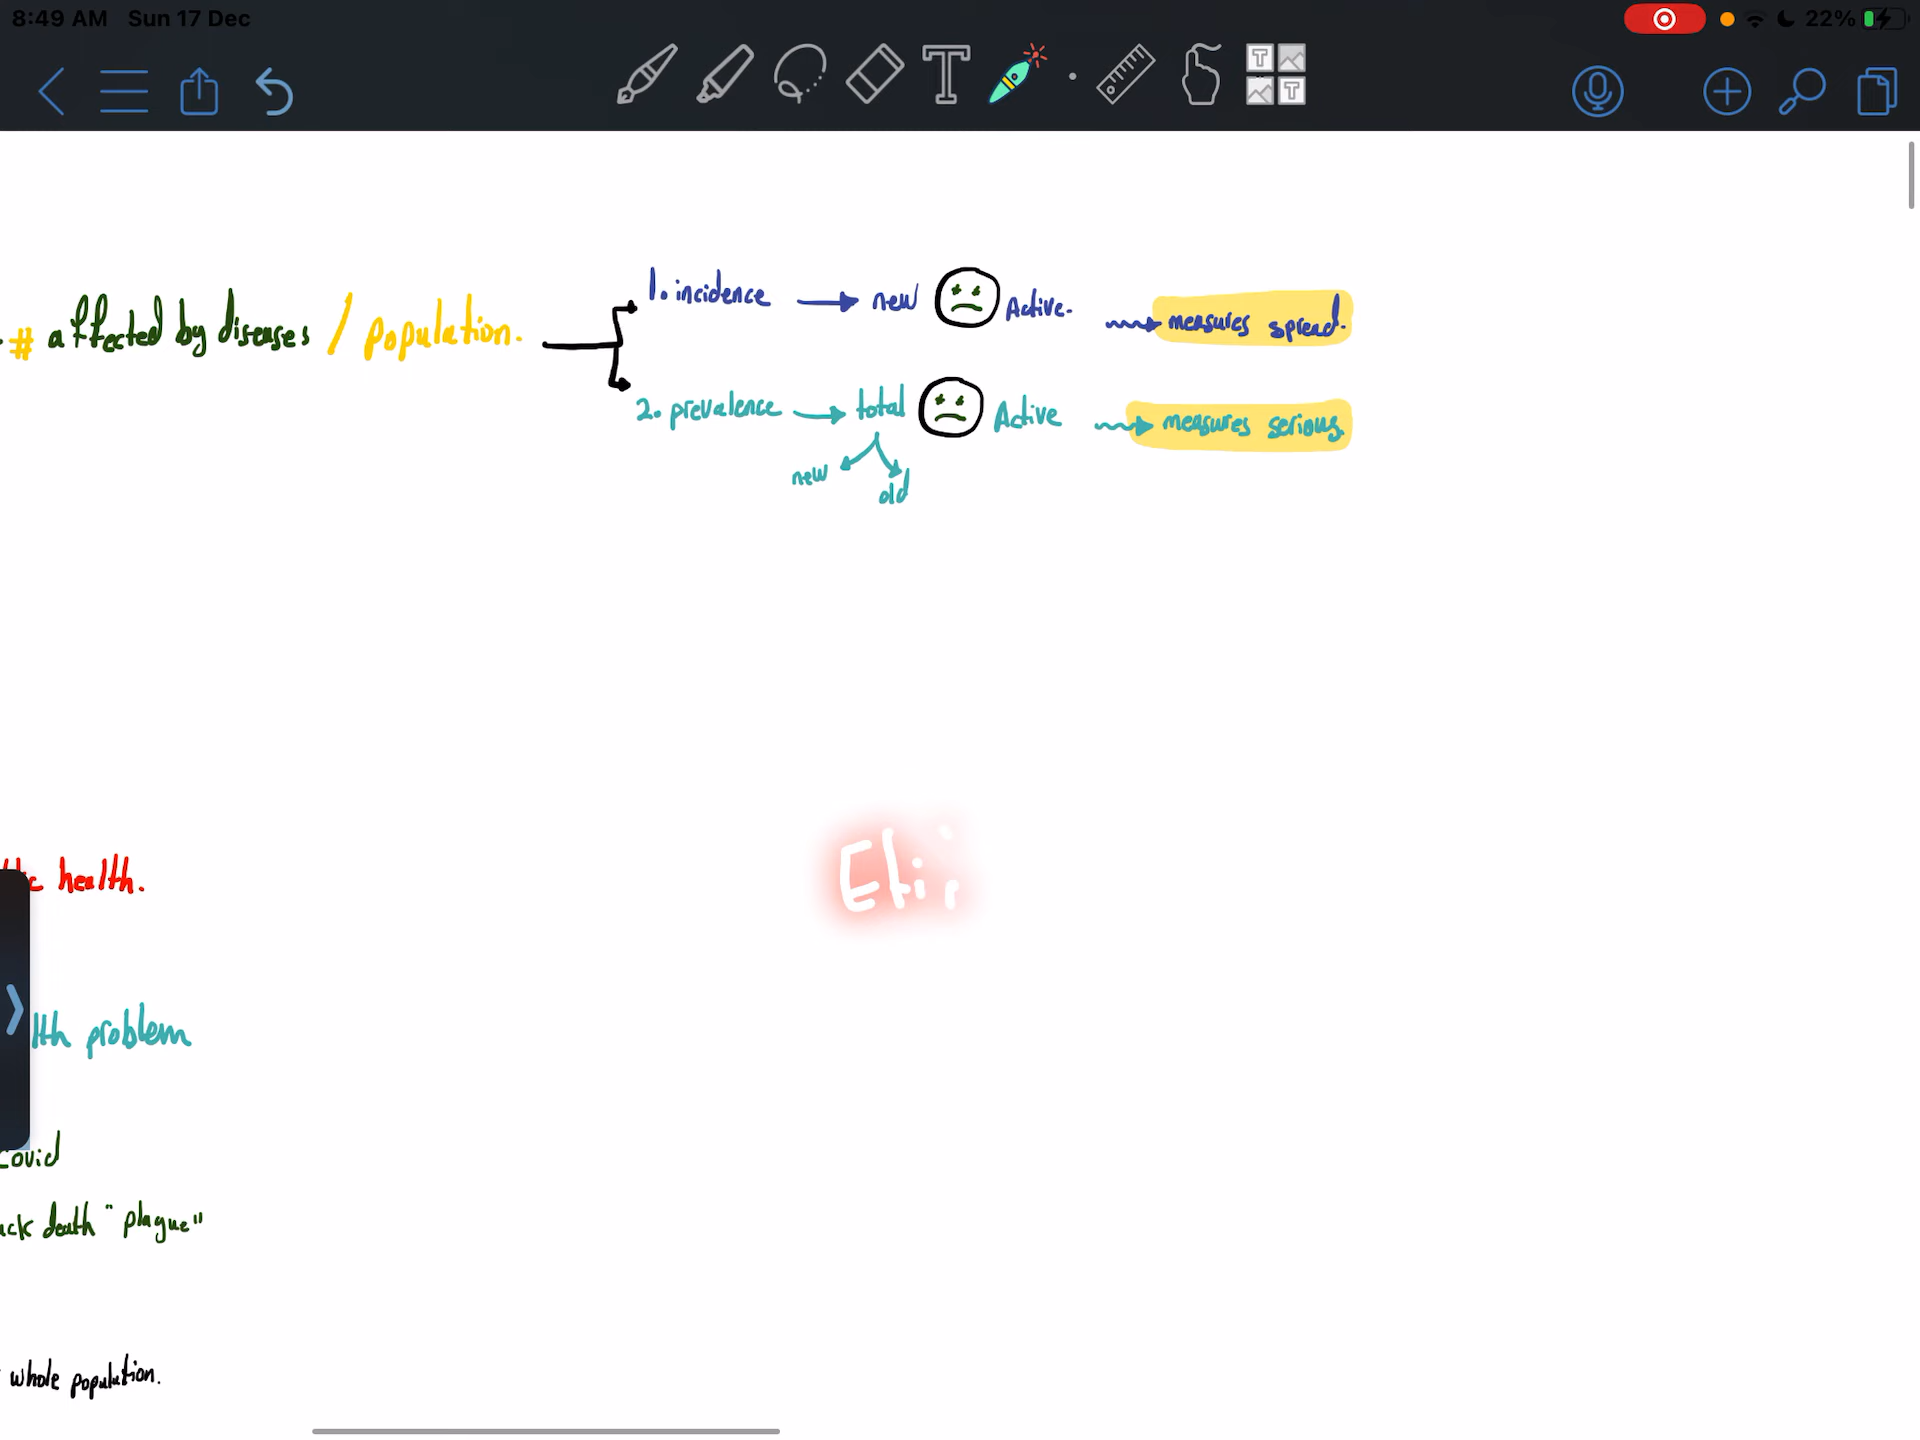 8:49 AM Sun 17 Dec
22%
# affected by diseases / population.
1. incidence → new Active. measures spread.
2. prevalence → total Active measures serious.
new old
health.
lth problem
Covid
ack death "plague"
whole population.